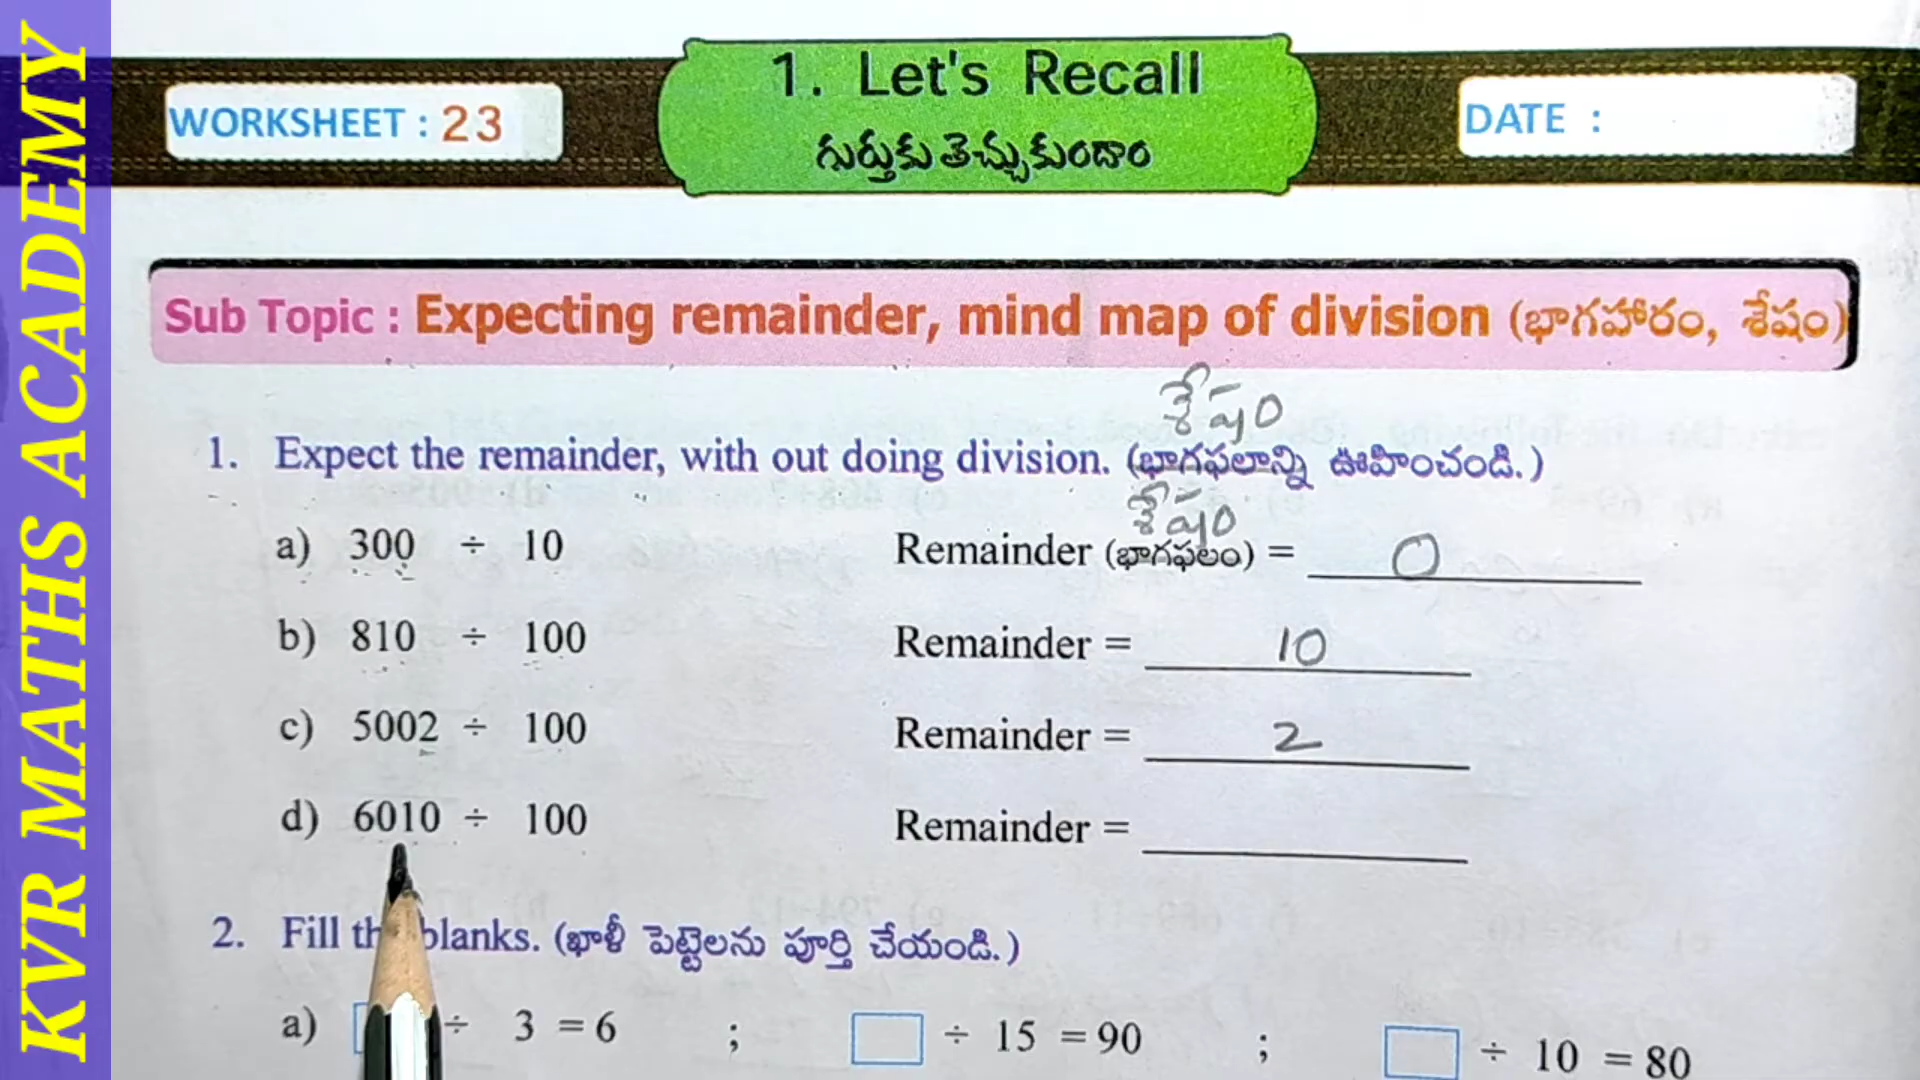 KVR MATHS ACADEMY
WORKSHEET : 23
1. Let's Recall
గుర్తుకు తెచ్చుకుందాం
DATE :
Sub Topic : Expecting remainder, mind map of division (భాగహారం, శేషం)
శేషం
1. Expect the remainder, with out doing division. (భాగఫలాన్ని ఊహించండి.)
శేషం
a) 300 ÷ 10 Remainder (భాగఫలం) = 0
b) 810 ÷ 100 Remainder = 10
c) 5002 ÷ 100 Remainder = 2
d) 6010 ÷ 100 Remainder =
2. Fill th blanks. (ఖాళీ పెట్టెలను పూర్తి చేయండి.)
a) ÷ 3 = 6 ; ÷ 15 = 90 ; ÷ 10 = 80